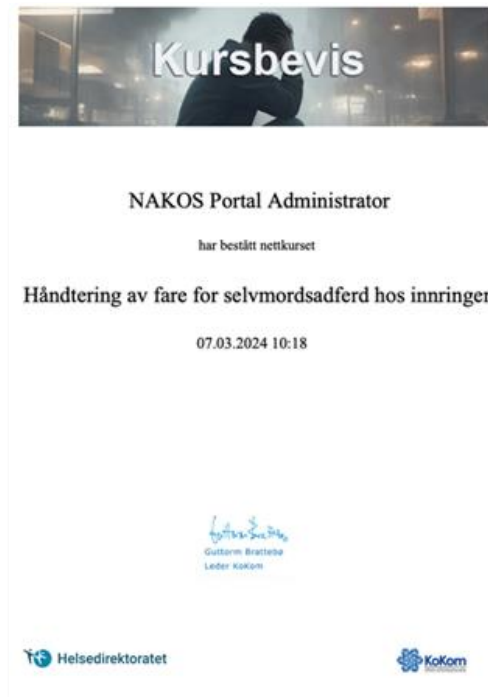 Kursbevis
NAKOS Portal Administrator
har bestått nettkurset
Håndtering av fare for selvmordsadferd hos innringer
07.03.2024 10:18
Guttorm Brattebø
Leder KoKom
Helsedirektoratet
KoKom